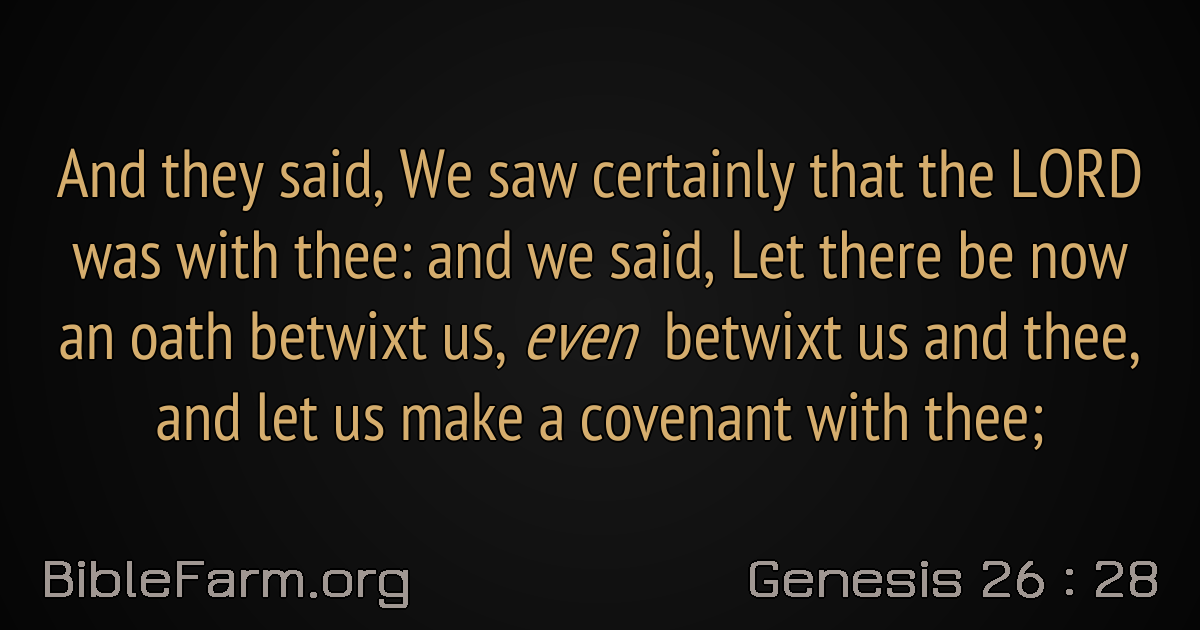 And they said, We saw certainly that the LORD
was with thee: and we said, Let there be now
an oath betwixt us, even betwixt us and thee,
and let us make a covenant with thee;
BibleFarm.org
Genesis 26 : 28